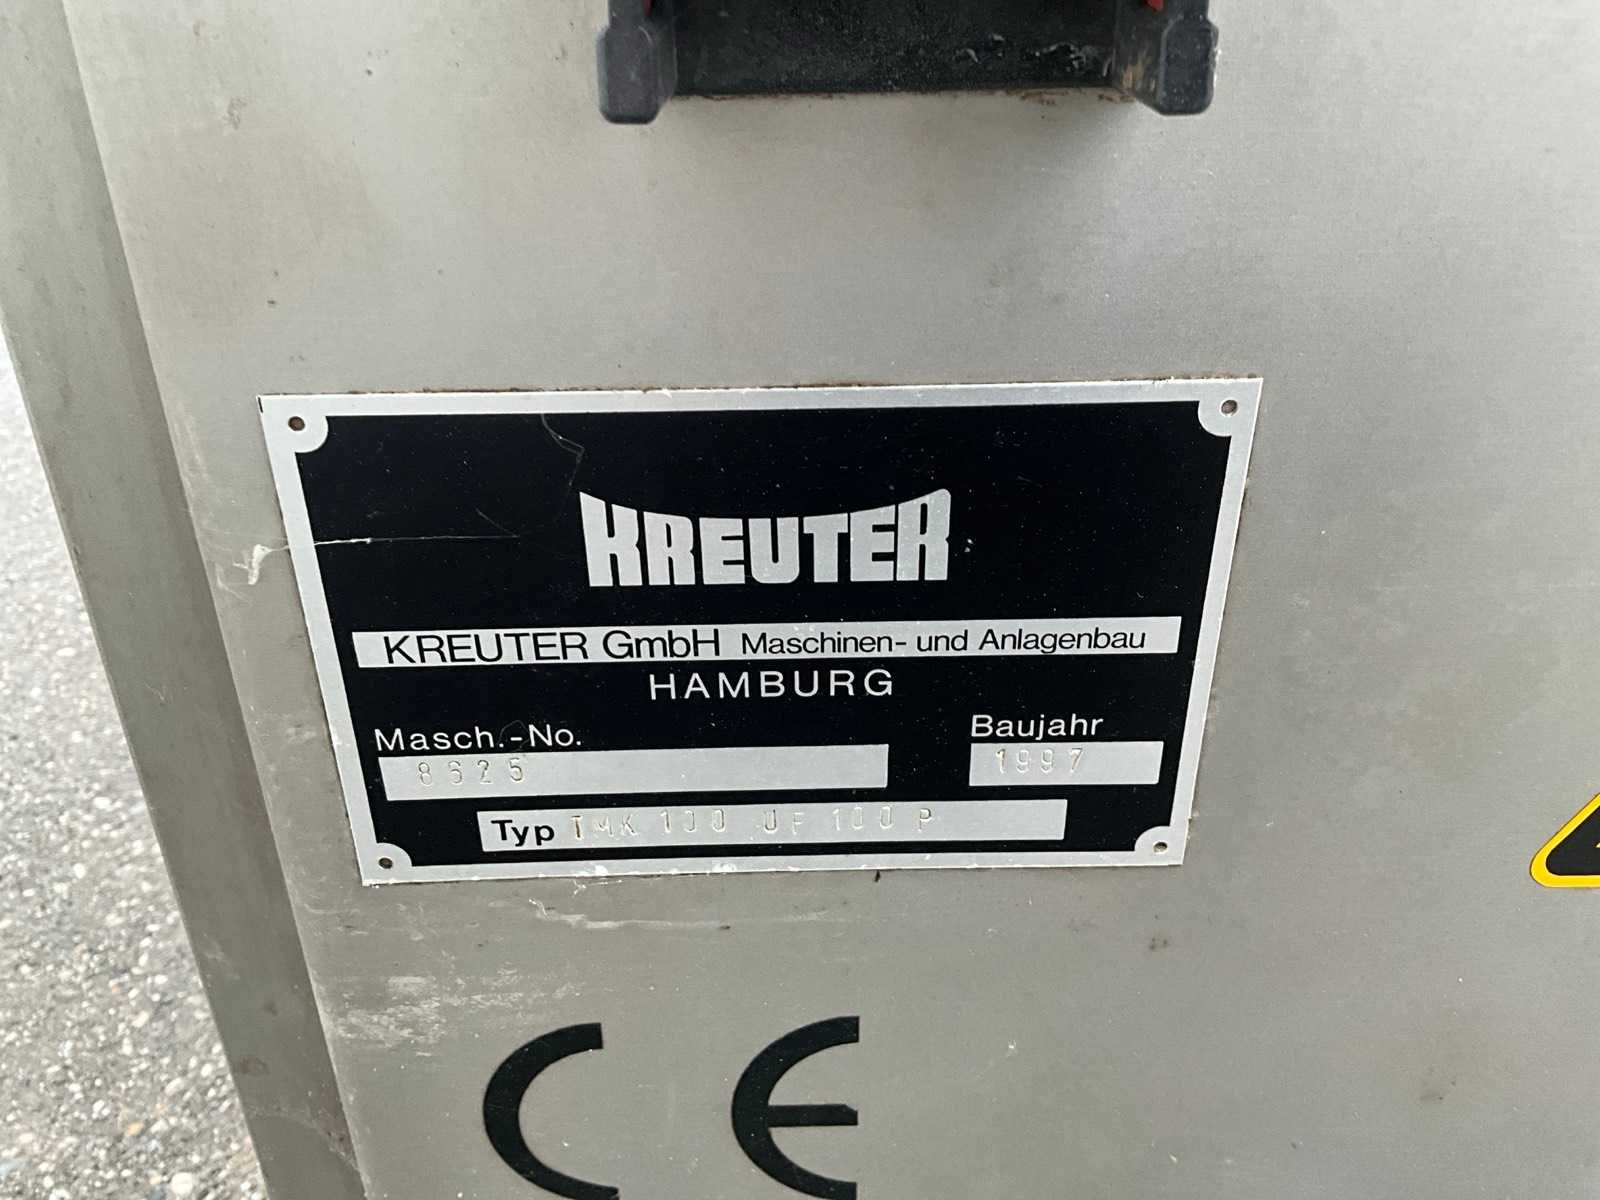 KREUTER
KREUTER GmbH Maschinen- und Anlagenbau
HAMBURG
Masch.-No.
Baujahr
8625
1997
Typ TMK 100 UF 100 P
CE